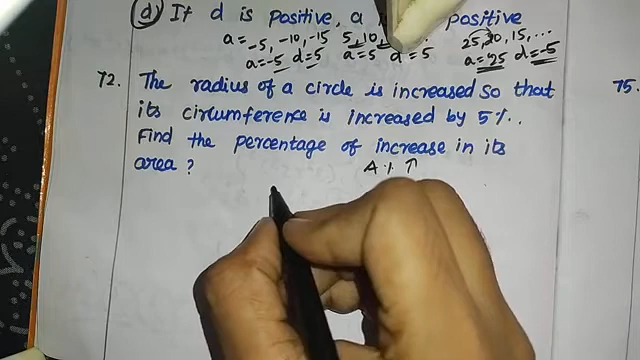 (d) If d is positive, a positive
a = -5, -10, -15 5, 10, 25, 20, 15, ...
a = -5 d = 5 a = 5 d = 5 a = 25 d = -5
72. The radius of a circle is increased so that
its circumference is increased by 5%.
Find the percentage of increase in its
area? A % ↑
75.